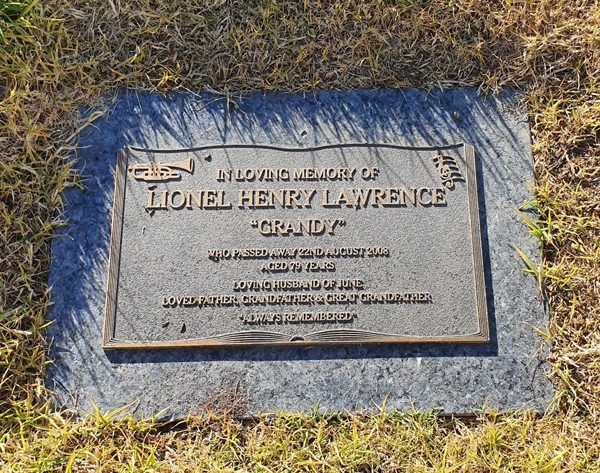 IN LOVING MEMORY OF
LIONEL HENRY LAWRENCE
"GRANDY"
WHO PASSED AWAY 22ND AUGUST 2008
AGED 79 YEARS
LOVING HUSBAND OF JUNE
LOVED FATHER, GRANDFATHER & GREAT GRANDFATHER
"ALWAYS REMEMBERED"